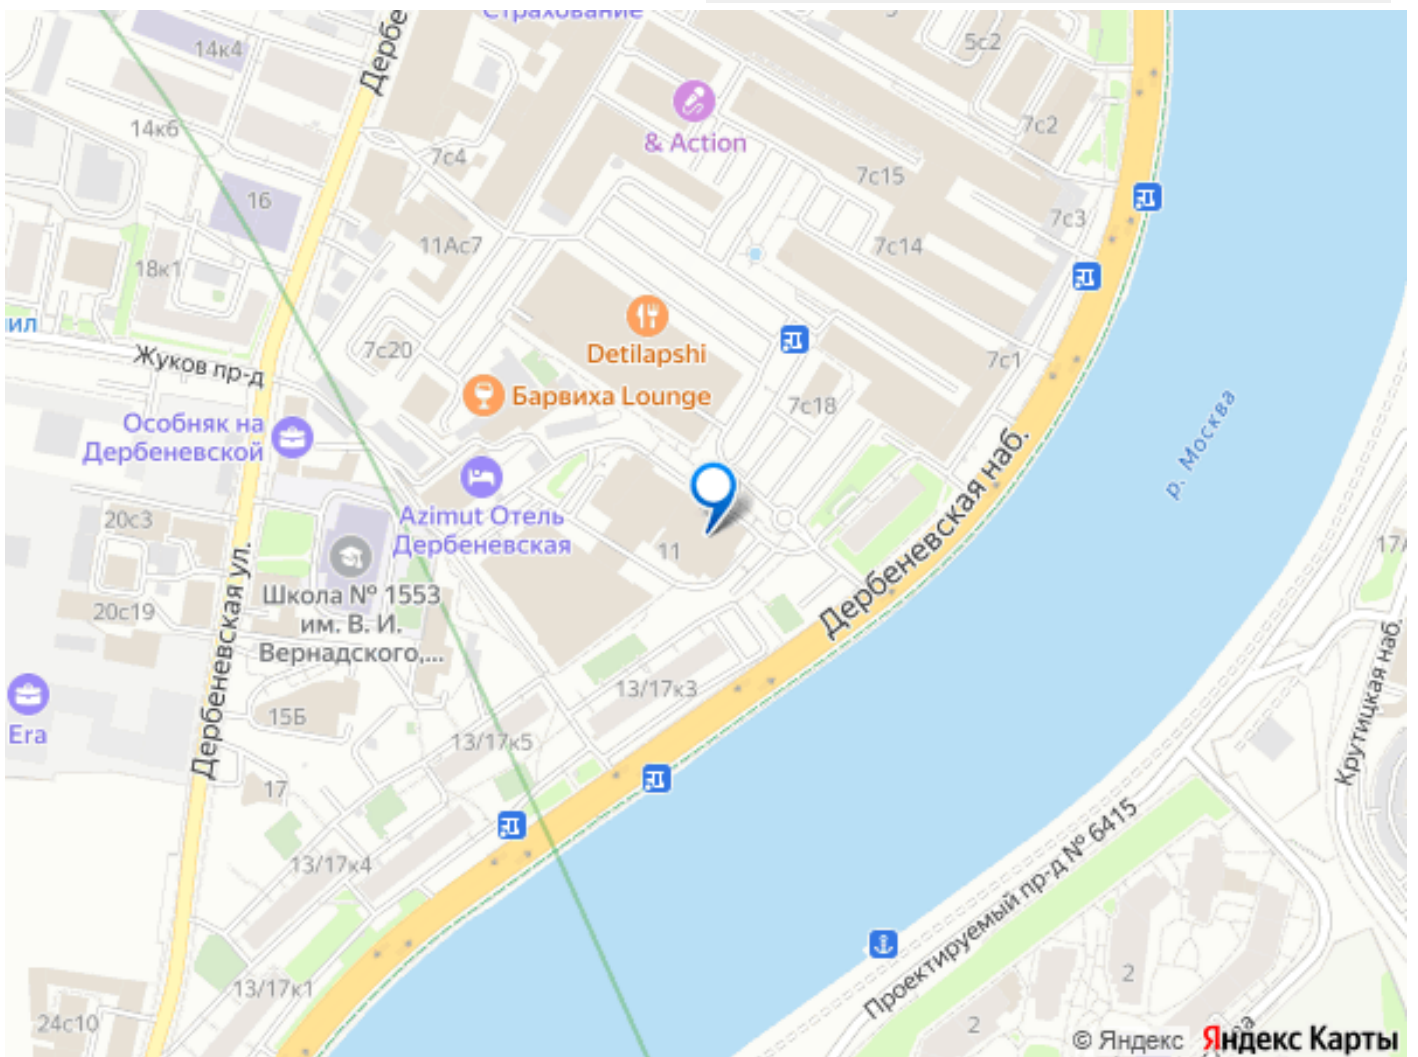 Страхование
14к4
Дербе
5с2
& Action
14к6
7с2
7с4
7с15
16
7с3
11Ас7
7с14
18к1
ил
Detilapshi
Жуков пр-д
7с20
7с1
Барвиха Lounge
7с18
р. Москва
Особняк на
Дербеневской
Azimut Отель
Дербеневская
20с3
11
17
Дербеневская наб.
Школа № 1553
им. В. И.
Вернадского,...
20с19
Дербеневская ул.
13/17к3
Крутицкая наб.
Era
15Б
13/17к5
17
Проектируемый пр-д № 6415
13/17к4
2
13/17к1
24с10
2
ва
© Яндекс
Яндекс Карты